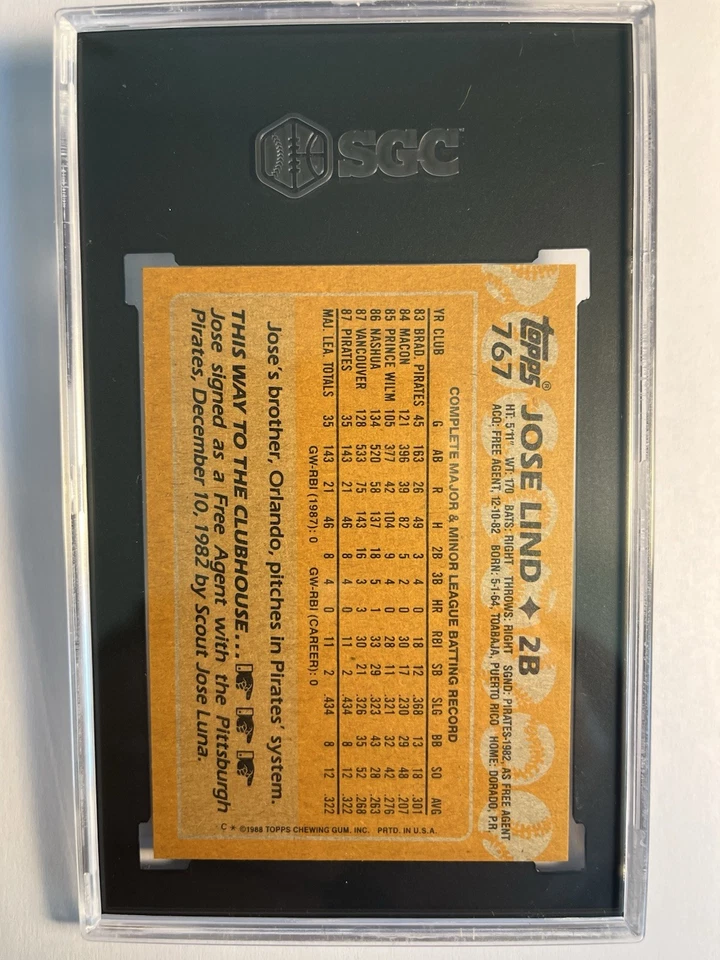 SGC
topps® JOSE LIND ✦ 2B
767
HT: 5'11" WT: 170 BATS: RIGHT THROWS: RIGHT SGND: PIRATES-1982, AS FREE AGENT
ACQ: FREE AGENT, 12-10-82 BORN: 5-1-64, TOABAJA, PUERTO RICO HOME: DORADO, P.R.
COMPLETE MAJOR & MINOR LEAGUE BATTING RECORD
YR CLUB G AB R H 2B 3B HR RBI SB SLG BB SO AVG
83 BRAD. PIRATES 45 163 26 49 3 4 0 18 12 .368 13 18 .301
84 MACON 121 396 39 82 5 2 0 30 17 .230 29 48 .207
85 PRINCE WIL'M 105 377 42 104 9 4 0 28 11 .321 32 42 .276
86 NASHUA 134 520 58 137 18 5 1 33 29 .323 43 28 .263
87 VANCOUVER 128 533 75 143 16 3 3 30 21 .326 35 52 .268
87 PIRATES 35 143 21 46 8 4 0 11 2 .434 8 12 .322
MAJ. LEA. TOTALS 35 143 21 46 8 4 0 11 2 .434 8 12 .322
GW-RBI (1987): 0 GW-RBI (CAREER): 0
Jose's brother, Orlando, pitches in Pirates' system.
THIS WAY TO THE CLUBHOUSE...
Jose signed as a Free Agent with the Pittsburgh
Pirates, December 10, 1982 by Scout Jose Luna.
C * ©1988 TOPPS CHEWING GUM, INC. PRTD. IN U.S.A.